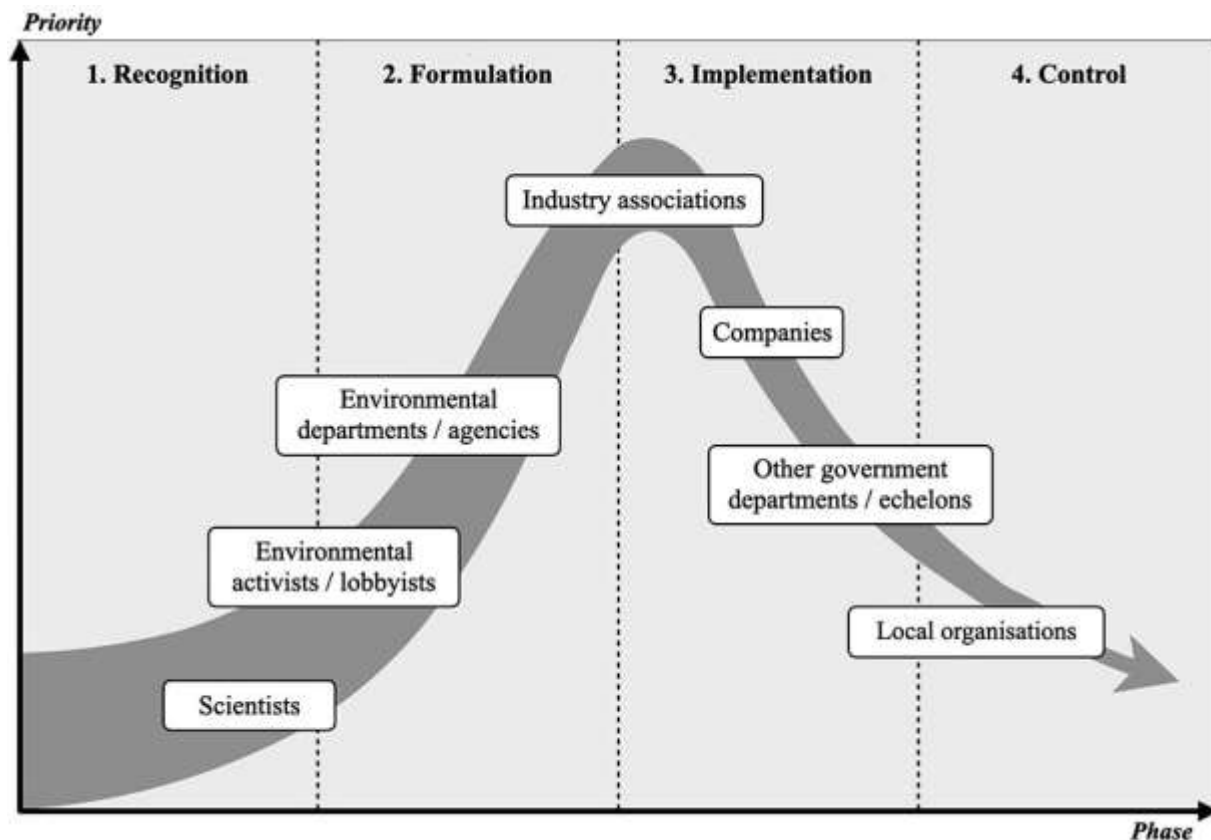 Priority
1. Recognition
2. Formulation
3. Implementation
4. Control
Industry associations
Companies
Environmental
departments / agencies
Other government
departments / echelons
Environmental
activists / lobbyists
Local organisations
Scientists
Phase